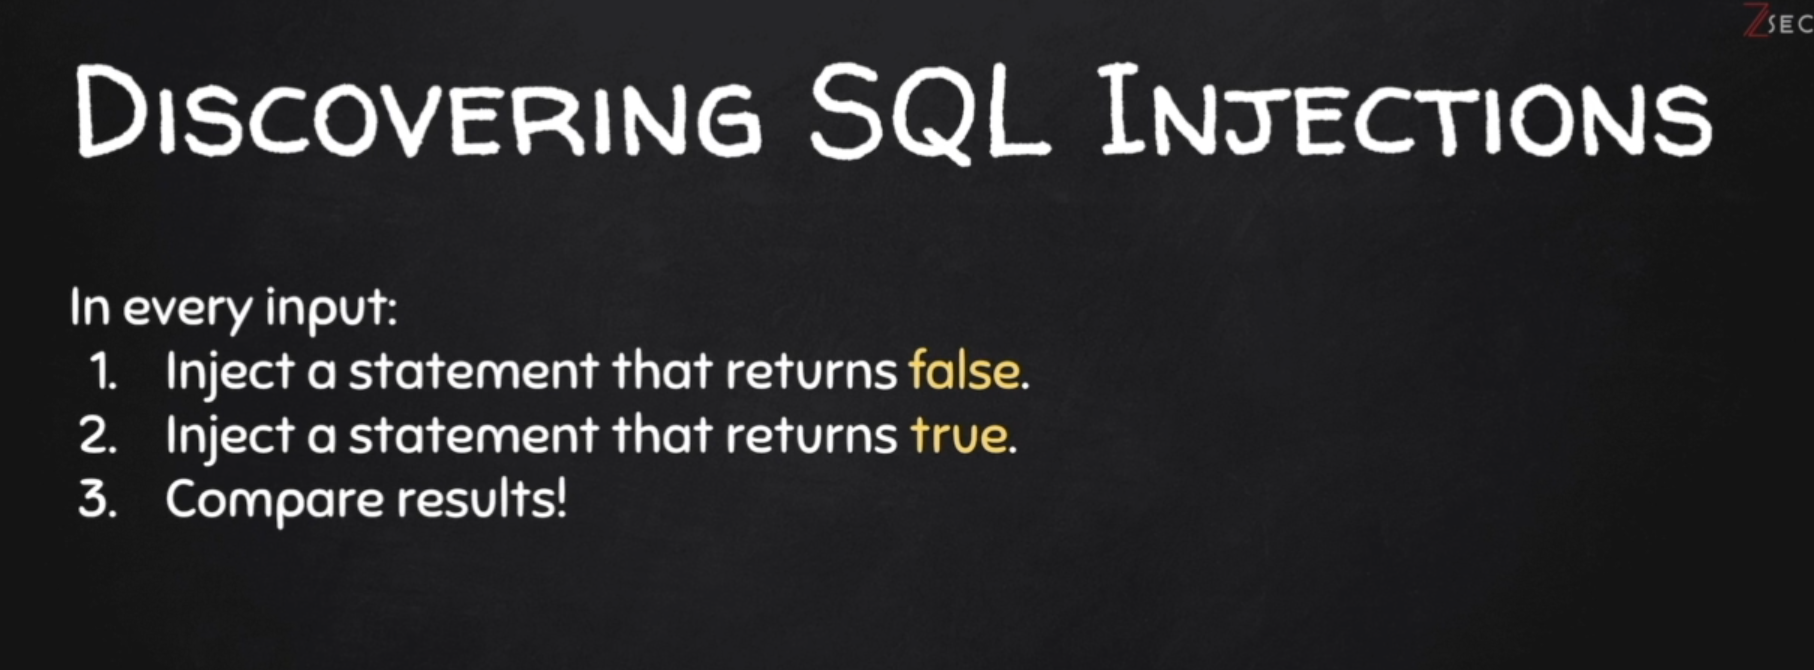 ZSEC
DISCOVERING SQL INJECTIONS
In every input:
1. Inject a statement that returns false.
2. Inject a statement that returns true.
3. Compare results!